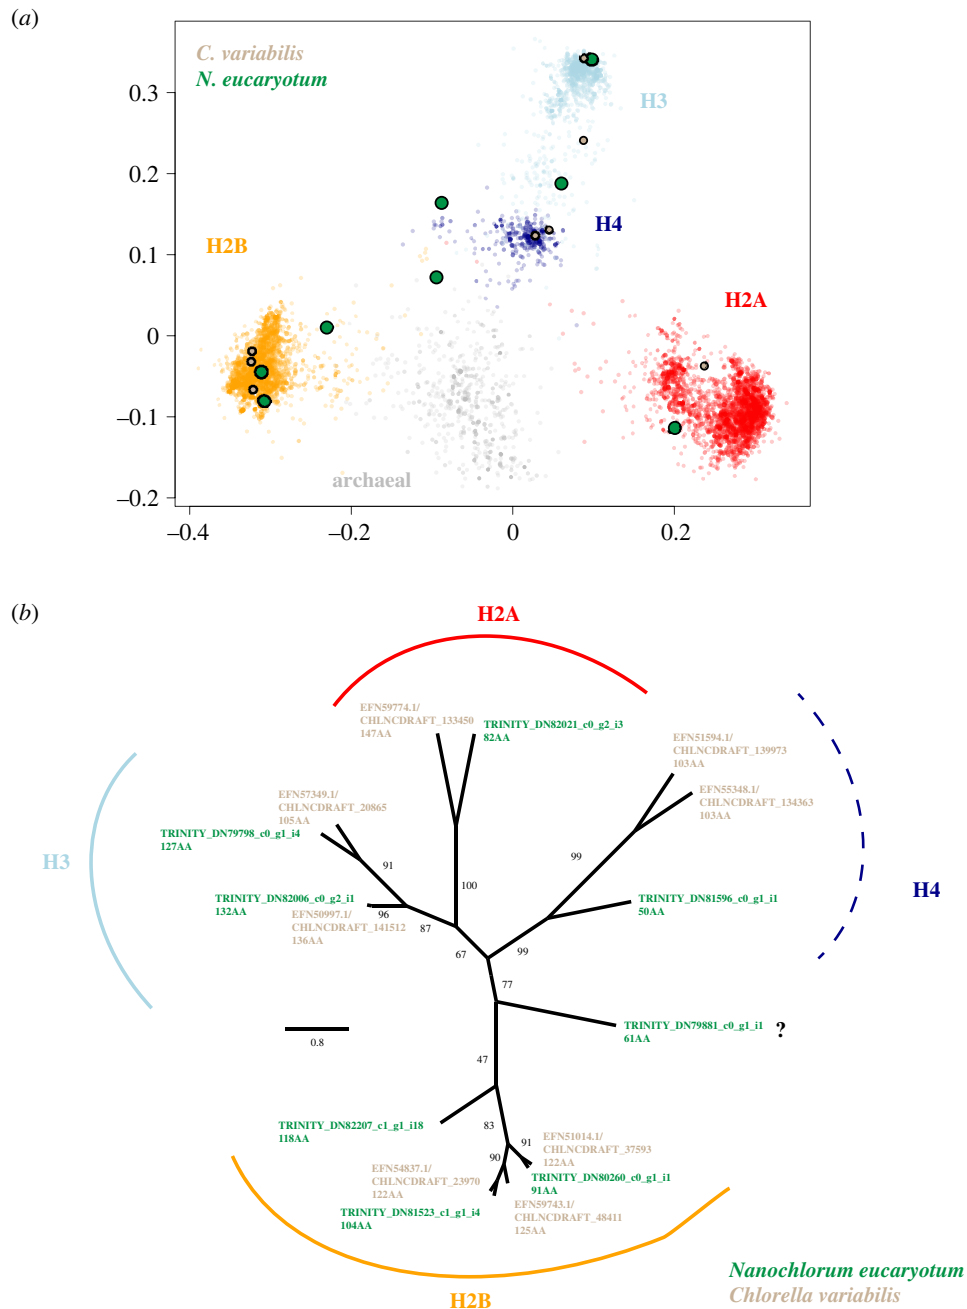 (a)
C. variabilis
N. eucaryotum
0.3
0.2
0.1
0
–0.1
–0.2
–0.4
–0.2
0
0.2
H3
H4
H2B
H2A
archaeal
(b)
H2A
EFN59774.1/
CHLNCDRAFT_133450
147AA
TRINITY_DN82021_c0_g2_i3
82AA
EFN51594.1/
CHLNCDRAFT_139973
103AA
EFN55348.1/
CHLNCDRAFT_134363
103AA
EFN57349.1/
CHLNCDRAFT_20865
105AA
TRINITY_DN79798_c0_g1_i4
127AA
H3
91
99
H4
100
TRINITY_DN82006_c0_g2_i1
132AA
EFN50997.1/
CHLNCDRAFT_141512
136AA
96
87
TRINITY_DN81596_c0_g1_i1
50AA
67
99
77
0.8
TRINITY_DN79881_c0_g1_i1
61AA
?
47
TRINITY_DN82207_c1_g1_i18
118AA
83
91
90
EFN51014.1/
CHLNCDRAFT_37593
122AA
EFN54837.1/
CHLNCDRAFT_23970
122AA
TRINITY_DN80260_c0_g1_i1
91AA
TRINITY_DN81523_c1_g1_i4
104AA
EFN59743.1/
CHLNCDRAFT_48411
125AA
H2B
Nanochlorum eucaryotum
Chlorella variabilis